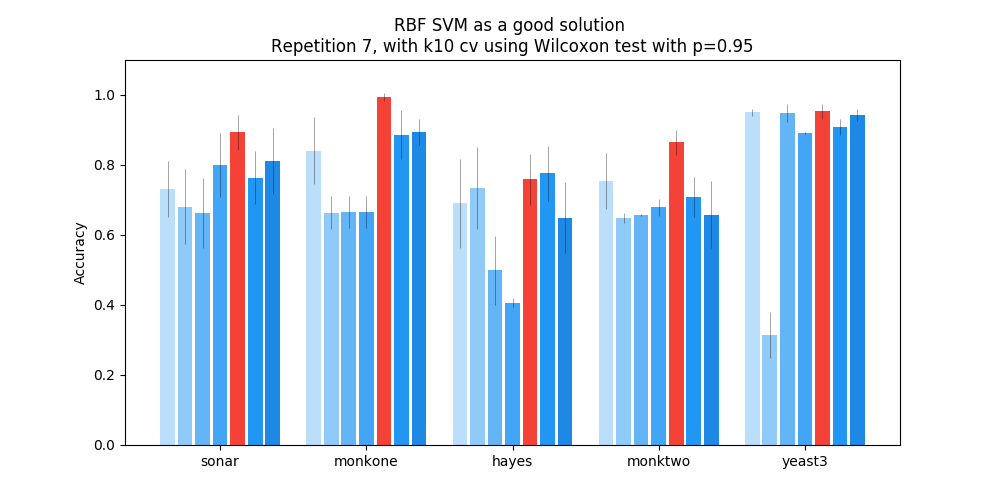 RBF SVM as a good solution
Repetition 7, with k10 cv using Wilcoxon test with p=0.95
Accuracy
1.0
0.8
0.6
0.4
0.2
0.0
sonar monkone hayes monktwo yeast3